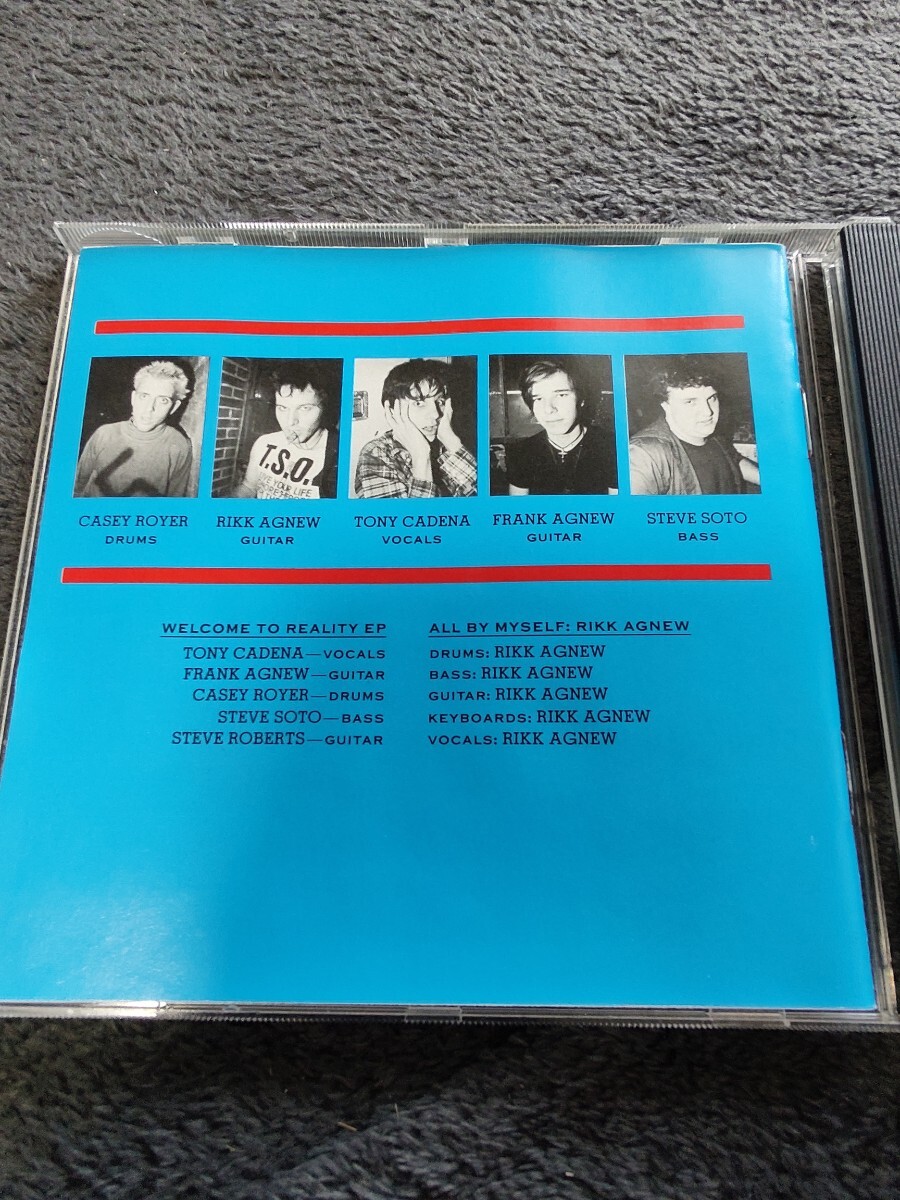 T.S.O.
CASEY ROYER
DRUMS
RIKK AGNEW
GUITAR
TONY CADENA
VOCALS
FRANK AGNEW
GUITAR
STEVE SOTO
BASS
WELCOME TO REALITY EP
TONY CADENA—VOCALS
FRANK AGNEW—GUITAR
CASEY ROYER—DRUMS
STEVE SOTO—BASS
STEVE ROBERTS—GUITAR
ALL BY MYSELF: RIKK AGNEW
DRUMS: RIKK AGNEW
BASS: RIKK AGNEW
GUITAR: RIKK AGNEW
KEYBOARDS: RIKK AGNEW
VOCALS: RIKK AGNEW